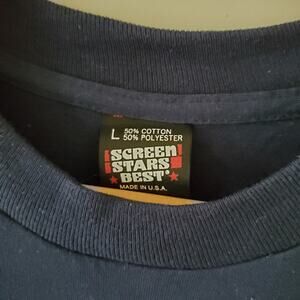 L 50% COTTON
50% POLYESTER
SCREEN
STARS
BEST
MADE IN U.S.A.